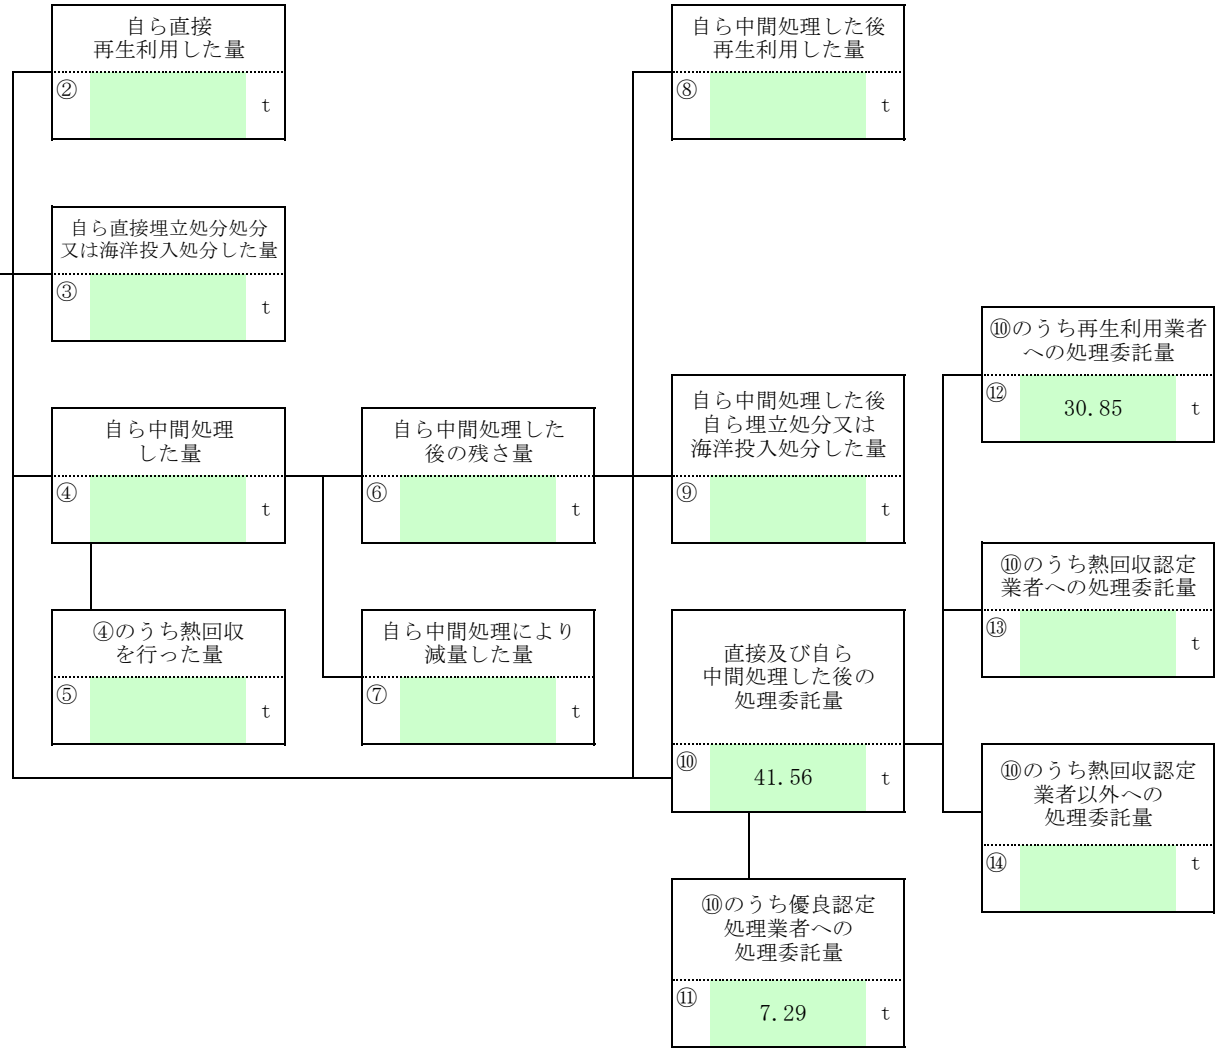 自ら直接
再生利用した量
②
t
自ら中間処理した後
再生利用した量
⑧
t
自ら直接埋立処分処分
又は海洋投入処分した量
③
t
⑩のうち再生利用業者
への処理委託量
⑫
30.85
t
自ら中間処理
した量
④
t
自ら中間処理した
後の残さ量
⑥
t
自ら中間処理した後
自ら埋立処分又は
海洋投入処分した量
⑨
t
⑩のうち熱回収認定
業者への処理委託量
⑬
t
④のうち熱回収
を行った量
⑤
t
自ら中間処理により
減量した量
⑦
t
直接及び自ら
中間処理した後の
処理委託量
⑩
41.56
t
⑩のうち熱回収認定
業者以外への
処理委託量
⑭
t
⑩のうち優良認定
処理業者への
処理委託量
⑪
7.29
t